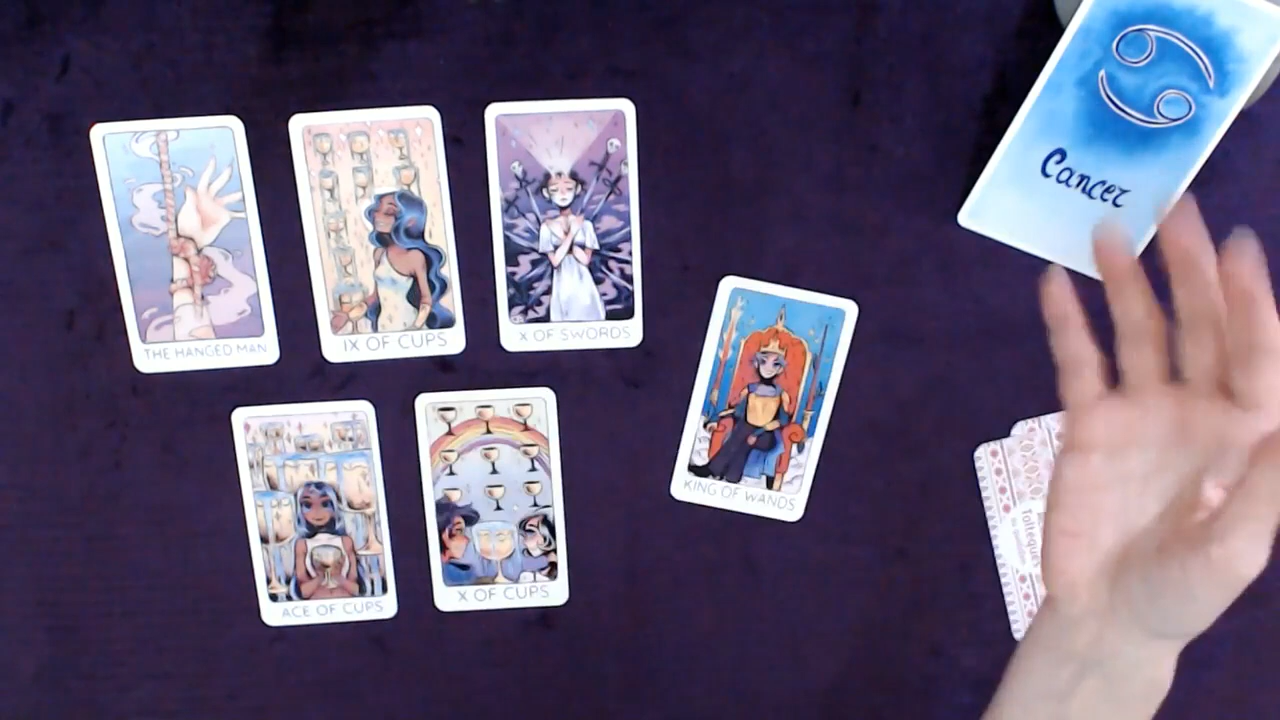 Cancer
THE HANGED MAN
IX OF CUPS
X OF SWORDS
KING OF WANDS
ACE OF CUPS
X OF CUPS